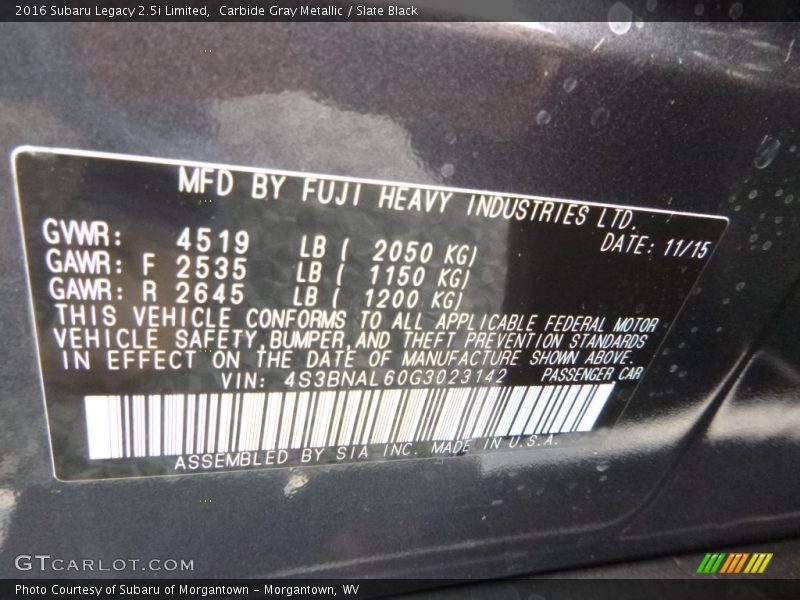 2016 Subaru Legacy 2.5i Limited,  Carbide Gray Metallic / Slate Black
MFD BY FUJI HEAVY INDUSTRIES LTD.
DATE: 11/15
GVWR: 4519 LB ( 2050 KG)
GAWR: F 2535 LB ( 1150 KG)
GAWR: R 2645 LB ( 1200 KG)
THIS VEHICLE CONFORMS TO ALL APPLICABLE FEDERAL MOTOR
VEHICLE SAFETY,BUMPER,AND THEFT PREVENTION STANDARDS
IN EFFECT ON THE DATE OF MANUFACTURE SHOWN ABOVE.
VIN: 4S3BNAL60G3023142 PASSENGER CAR
ASSEMBLED BY SIA INC. MADE IN U.S.A.
GTCARLOT.COM
Photo Courtesy of Subaru of Morgantown - Morgantown, WV